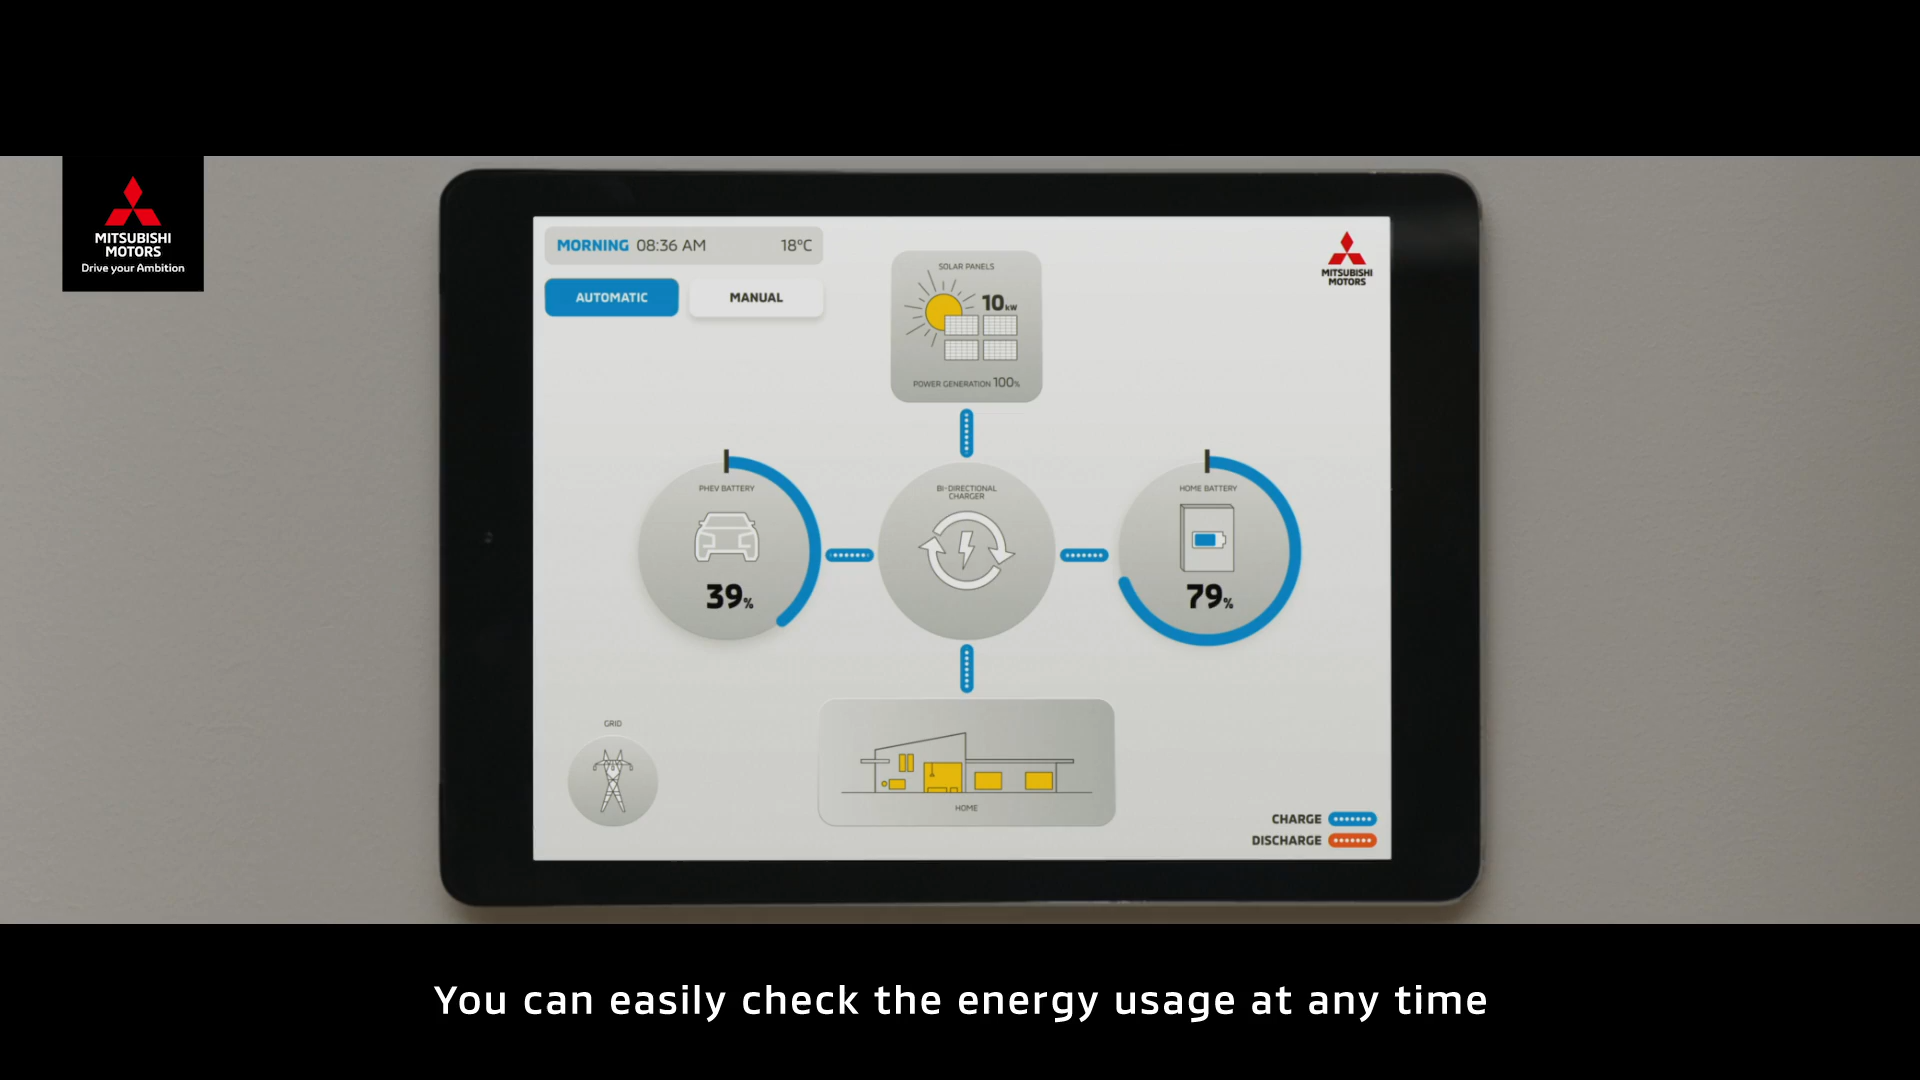 MITSUBISHI
MOTORS
Drive your Ambition
MORNING 08:36 AM 18°C
AUTOMATIC
MANUAL
SOLAR PANELS
10kW
POWER GENERATION 100%
MITSUBISHI
MOTORS
PHEV BATTERY
39%
BI-DIRECTIONAL
CHARGER
HOME BATTERY
79%
GRID
HOME
CHARGE
DISCHARGE
You can easily check the energy usage at any time